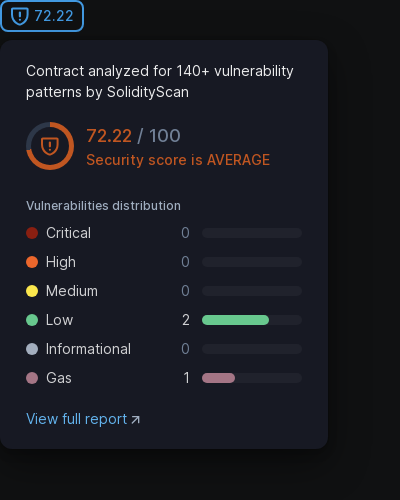 72.22
Contract analyzed for 140+ vulnerability
patterns by SolidityScan
72.22 / 100
Security score is AVERAGE
Vulnerabilities distribution
Critical 0
High 0
Medium 0
Low 2
Informational 0
Gas 1
View full report